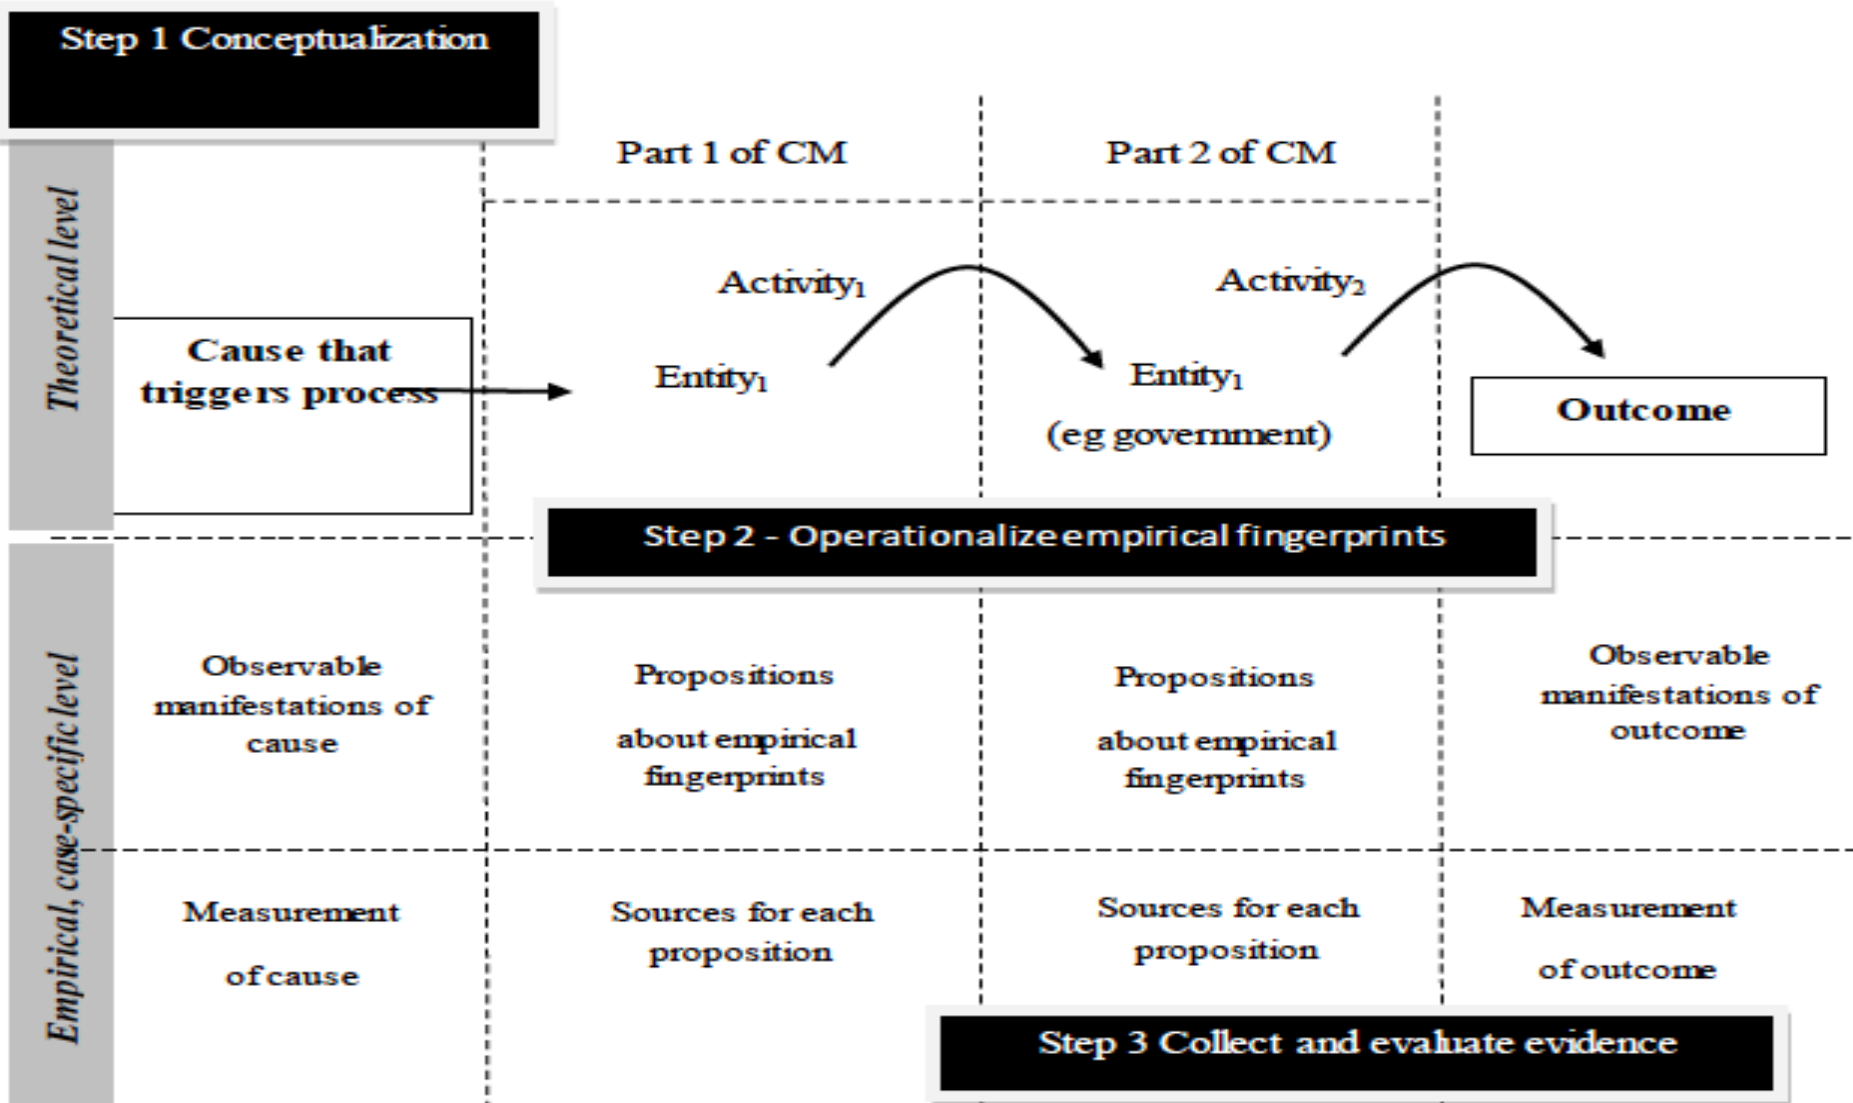 Step 1 Conceptualization
Part 1 of CM
Part 2 of CM
Theoretical level
Activity₁
Activity₂
Cause that
triggers process
Entity₁
Entity₁
(eg government)
Outcome
Step 2 - Operationalize empirical fingerprints
Empirical, case-specific level
Observable
manifestations of
cause
Propositions
about empirical
fingerprints
Propositions
about empirical
fingerprints
Observable
manifestations of
outcome
Measurement
of cause
Sources for each
proposition
Sources for each
proposition
Measurement
of outcome
Step 3 Collect and evaluate evidence